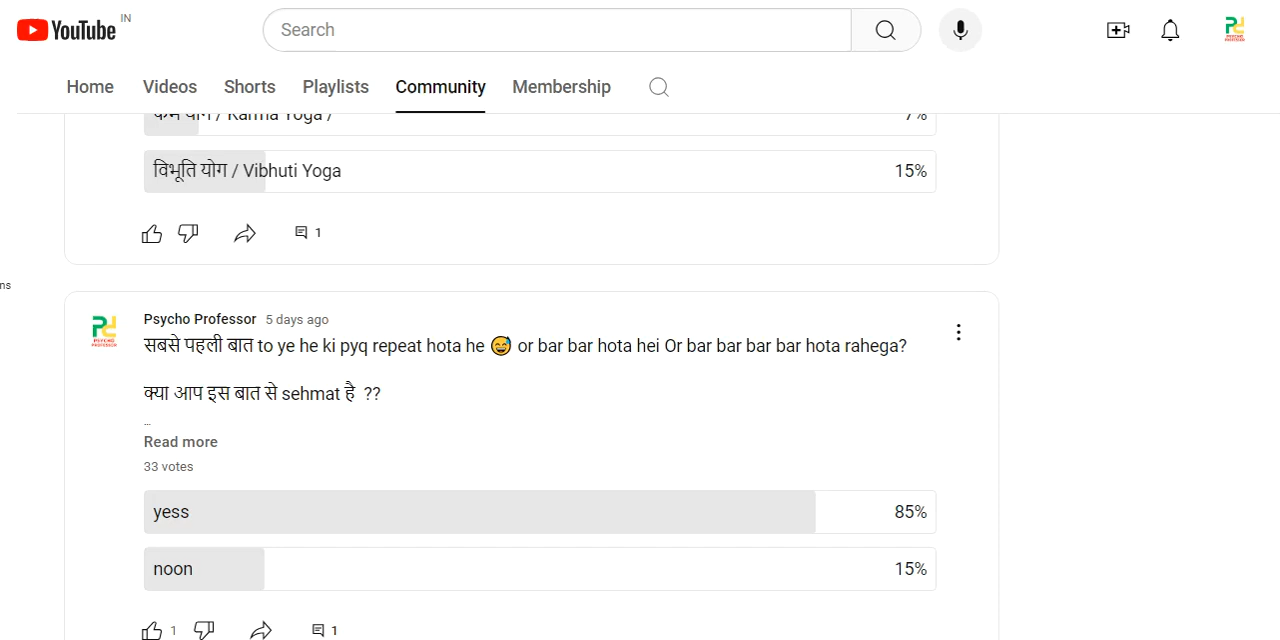 YouTube IN
Search
Home Videos Shorts Playlists Community Membership
कर्म योग / Karma Yoga / 7%
विभूति योग / Vibhuti Yoga 15%
1
ns
Psycho Professor 5 days ago
सबसे पहली बात to ye he ki pyq repeat hota he 😅 or bar bar hota hei Or bar bar bar bar hota rahega?
क्या आप इस बात से sehmat है ??
...
Read more
33 votes
yess 85%
noon 15%
1 1